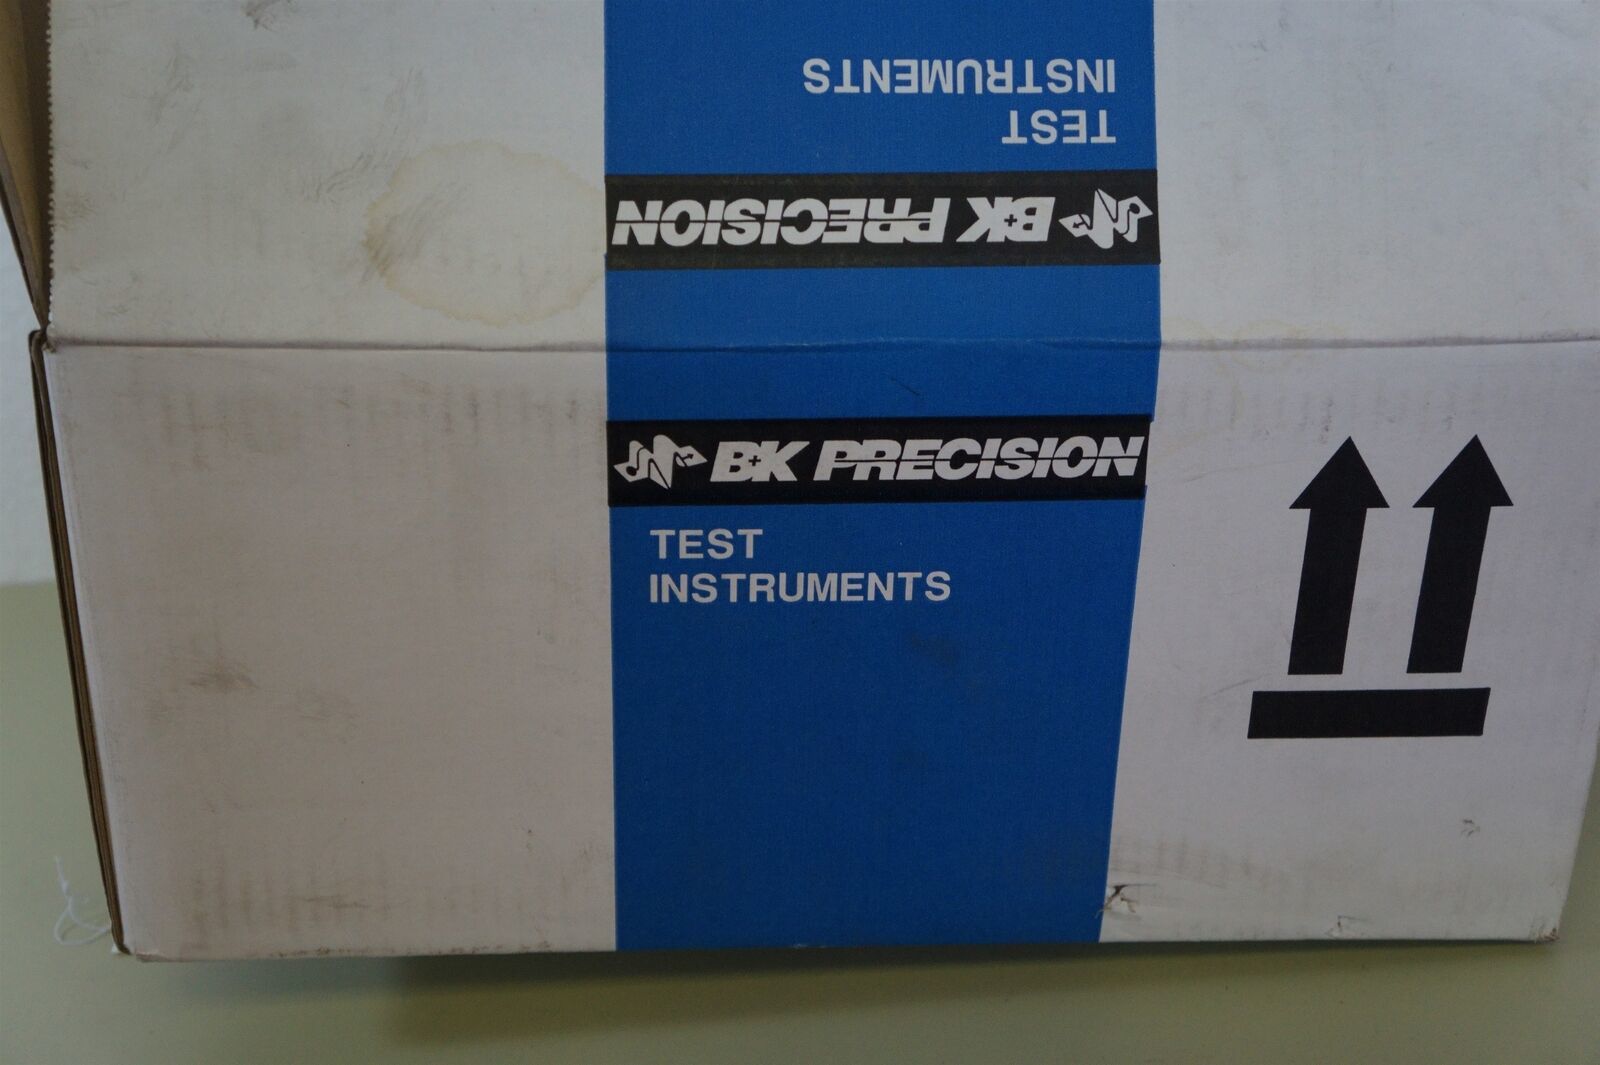 TEST
INSTRUMENTS
B+K PRECISION
B+K PRECISION
TEST
INSTRUMENTS